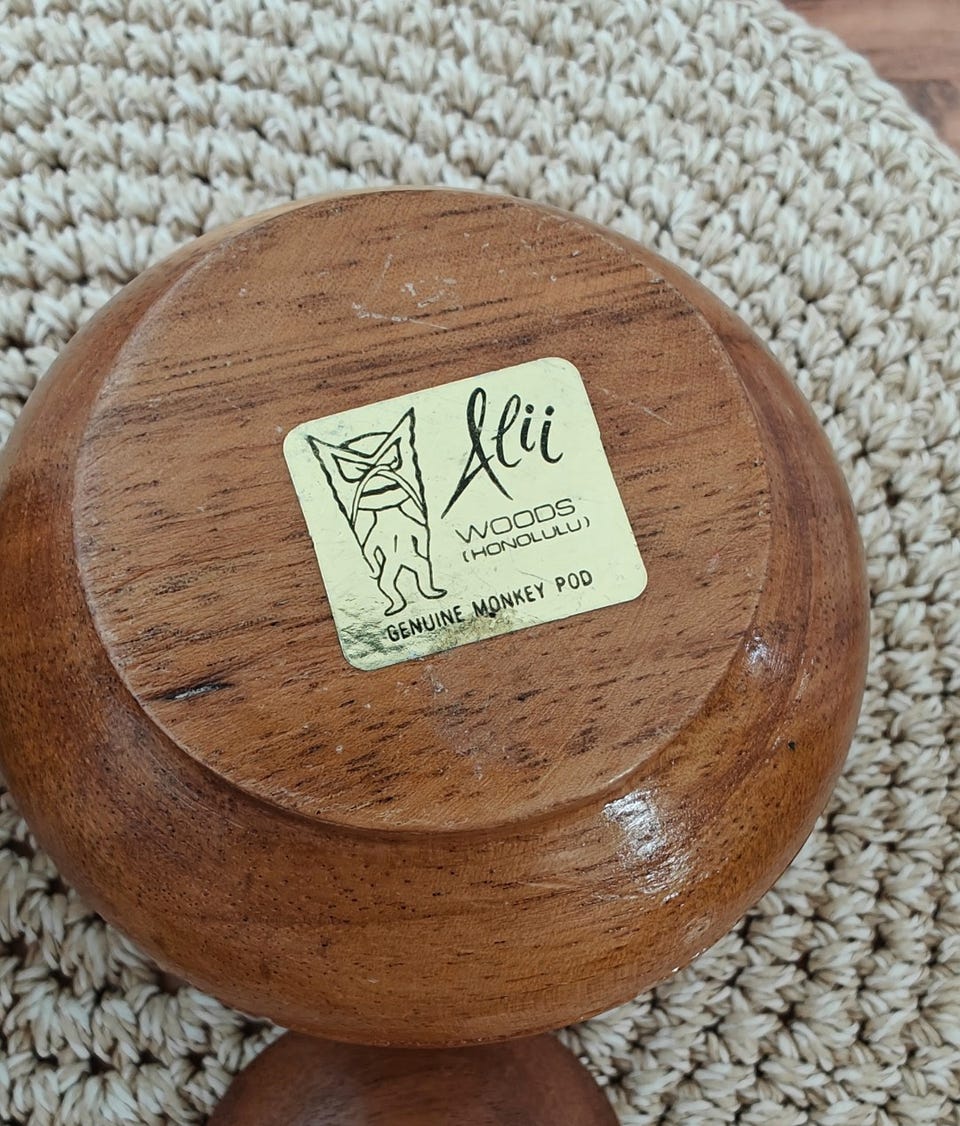 Alii
WOODS
(HONOLULU)
GENUINE MONKEY POD